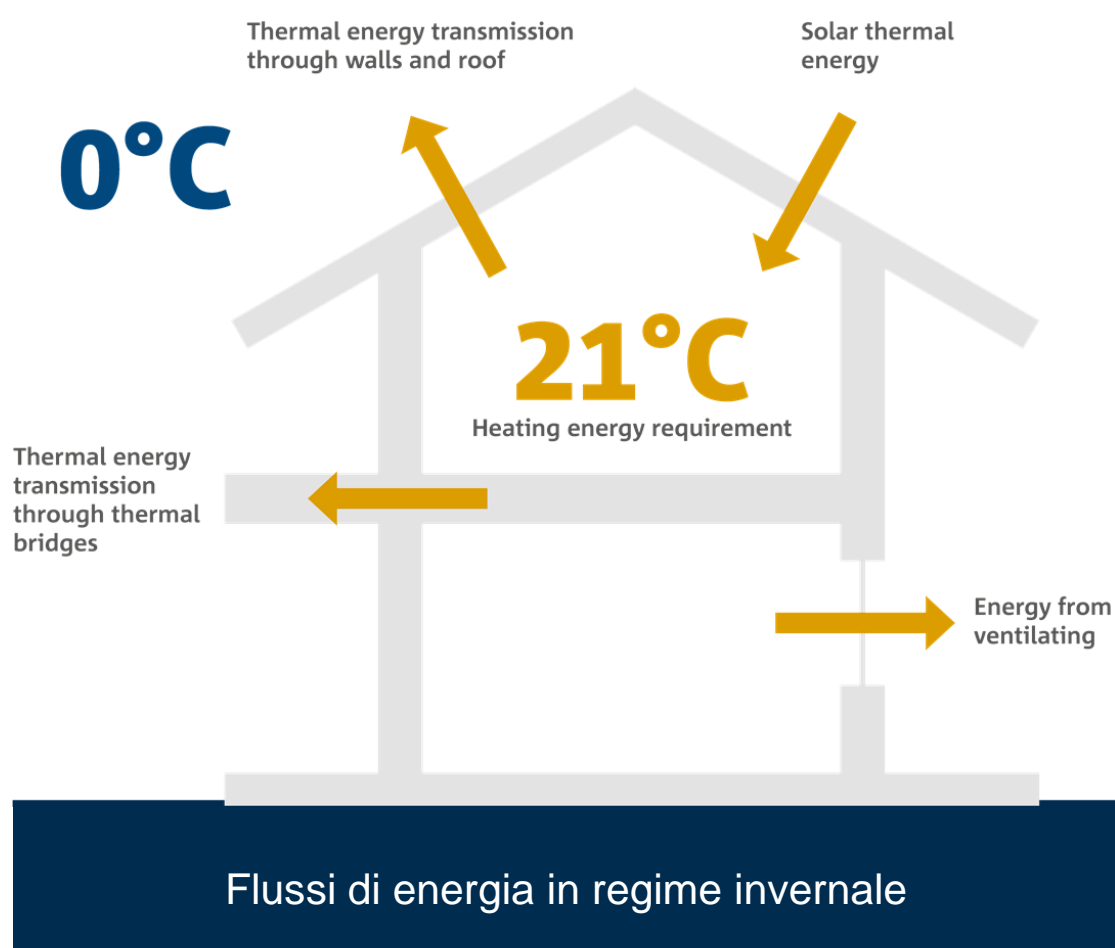 Thermal energy transmission
through walls and roof
Solar thermal
energy
0°C
21°C
Heating energy requirement
Thermal energy
transmission
through thermal
bridges
Energy from
ventilating
Flussi di energia in regime invernale